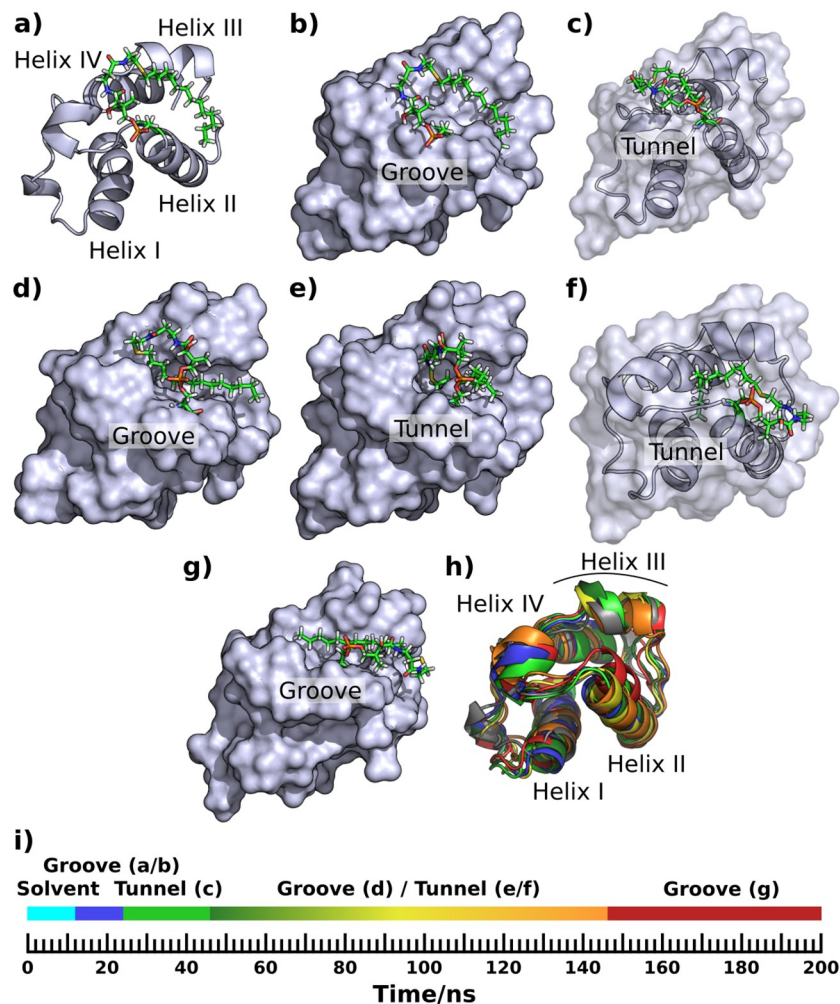 a)
Helix III
Helix IV
Helix II
Helix I
b)
Groove
c)
Tunnel
d)
Groove
e)
Tunnel
f)
Tunnel
g)
Groove
h)
Helix III
Helix IV
Helix II
Helix I
i)
Groove (a/b)
Solvent Tunnel (c) Groove (d) / Tunnel (e/f) Groove (g)
0 20 40 60 80 100 120 140 160 180 200
Time/ns